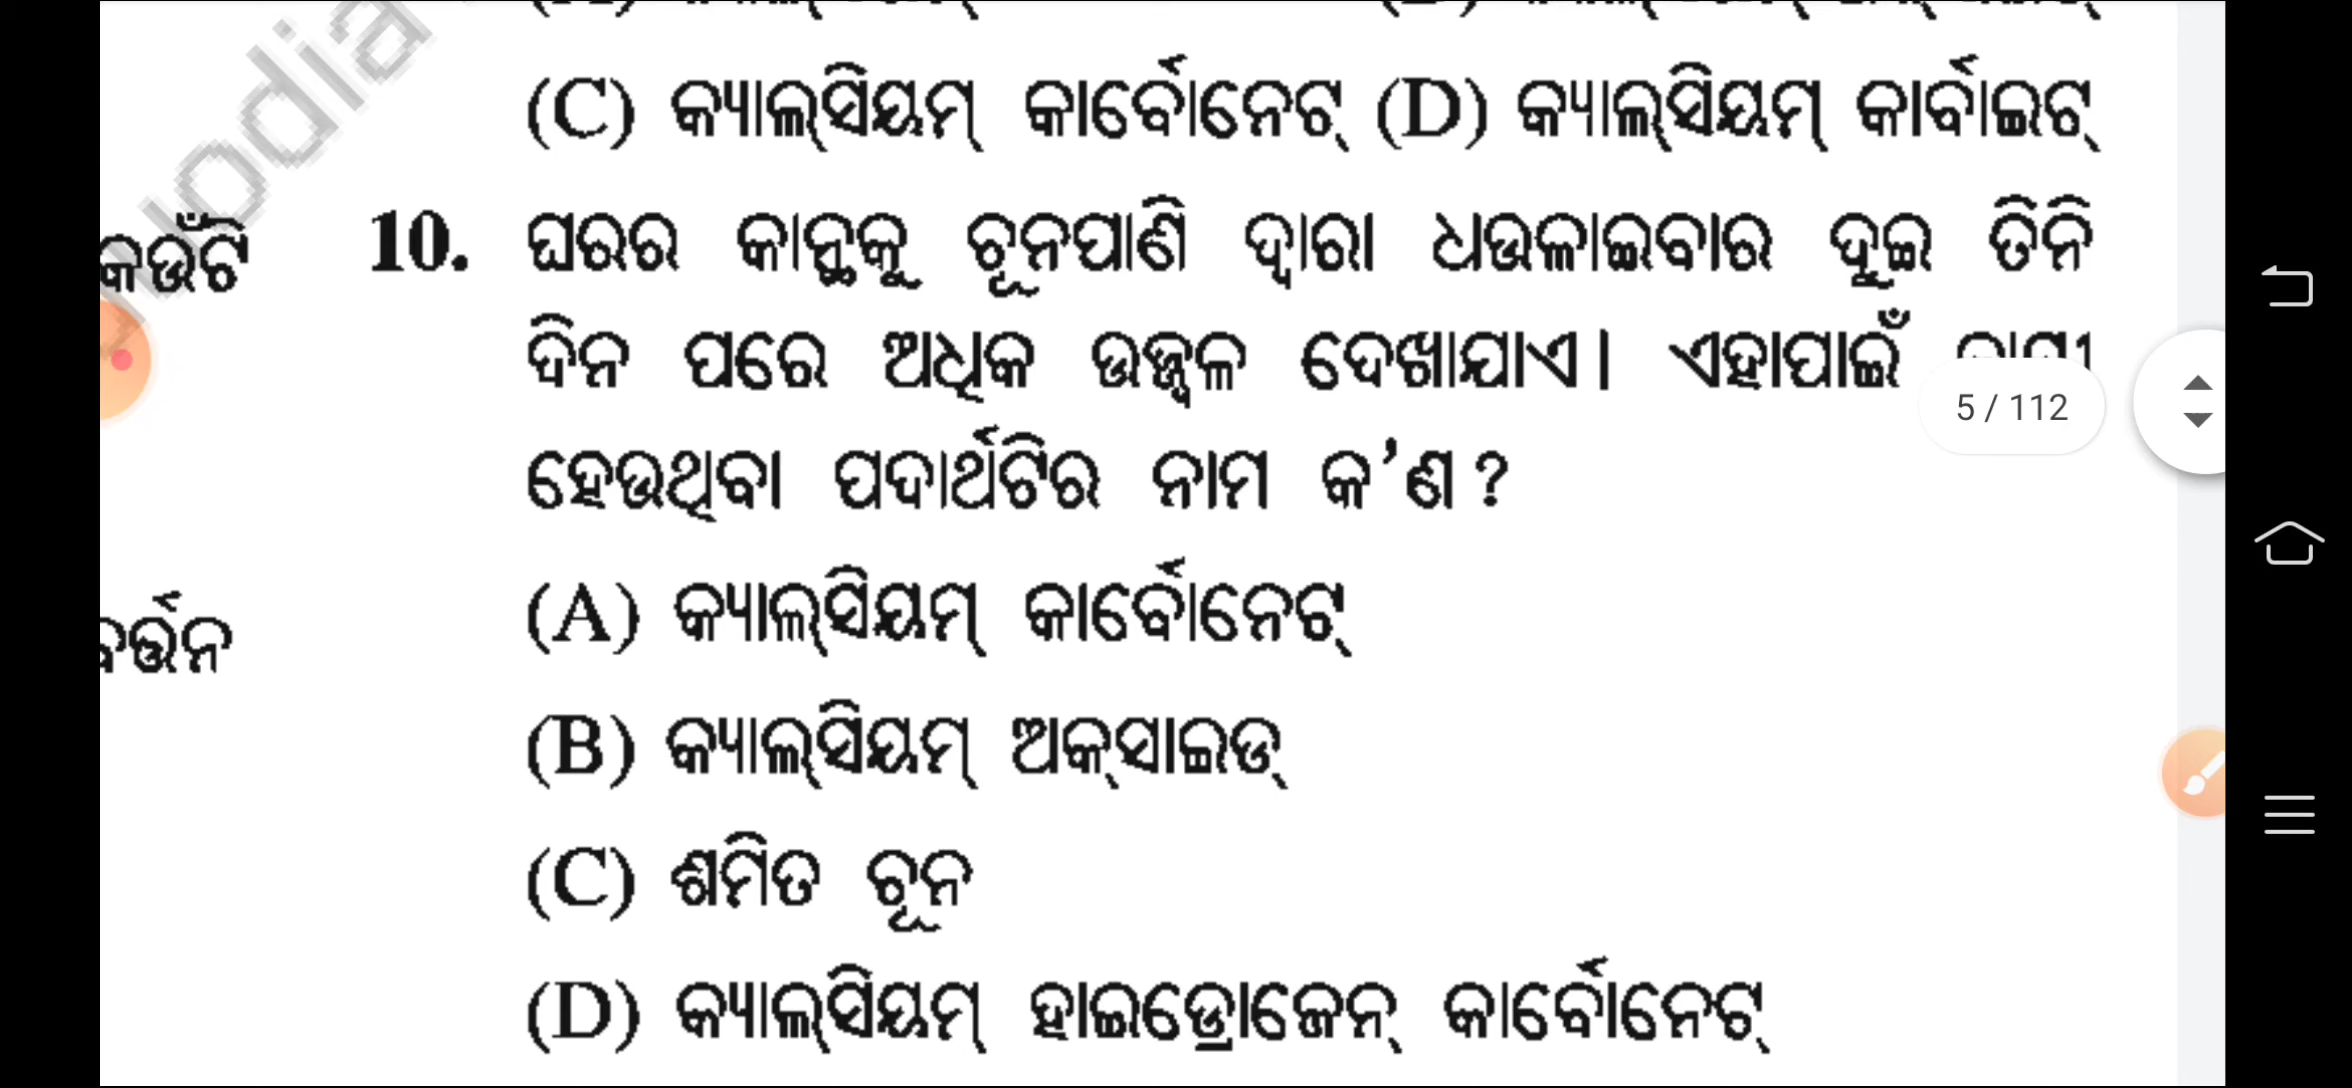 (C) କ୍ୟାଲ୍‌ସିୟମ୍ କାର୍ବୋନେଟ୍ (D) କ୍ୟାଲ୍‌ସିୟମ୍ କାର୍ବାଇଟ୍
କଉଁଟି 10. ଘରର କାନ୍ଥକୁ ଚୂନପାଣି ଦ୍ୱାରା ଧଉଳାଇବାର ଦୁଇ ତିନି
ଦିନ ପରେ ଅଧିକ ଉଜ୍ଜ୍ୱଳ ଦେଖାଯାଏ। ଏହାପାଇଁ
5 / 112
ହେଉଥିବା ପଦାର୍ଥଟିର ନାମ କ'ଣ ?
(A) କ୍ୟାଲ୍‌ସିୟମ୍ କାର୍ବୋନେଟ୍
(B) କ୍ୟାଲ୍‌ସିୟମ୍ ଅକ୍‌ସାଇଡ୍
(C) ଶମିତ ଚୂନ
(D) କ୍ୟାଲ୍‌ସିୟମ୍ ହାଇଡ୍ରୋଜେନ୍ କାର୍ବୋନେଟ୍